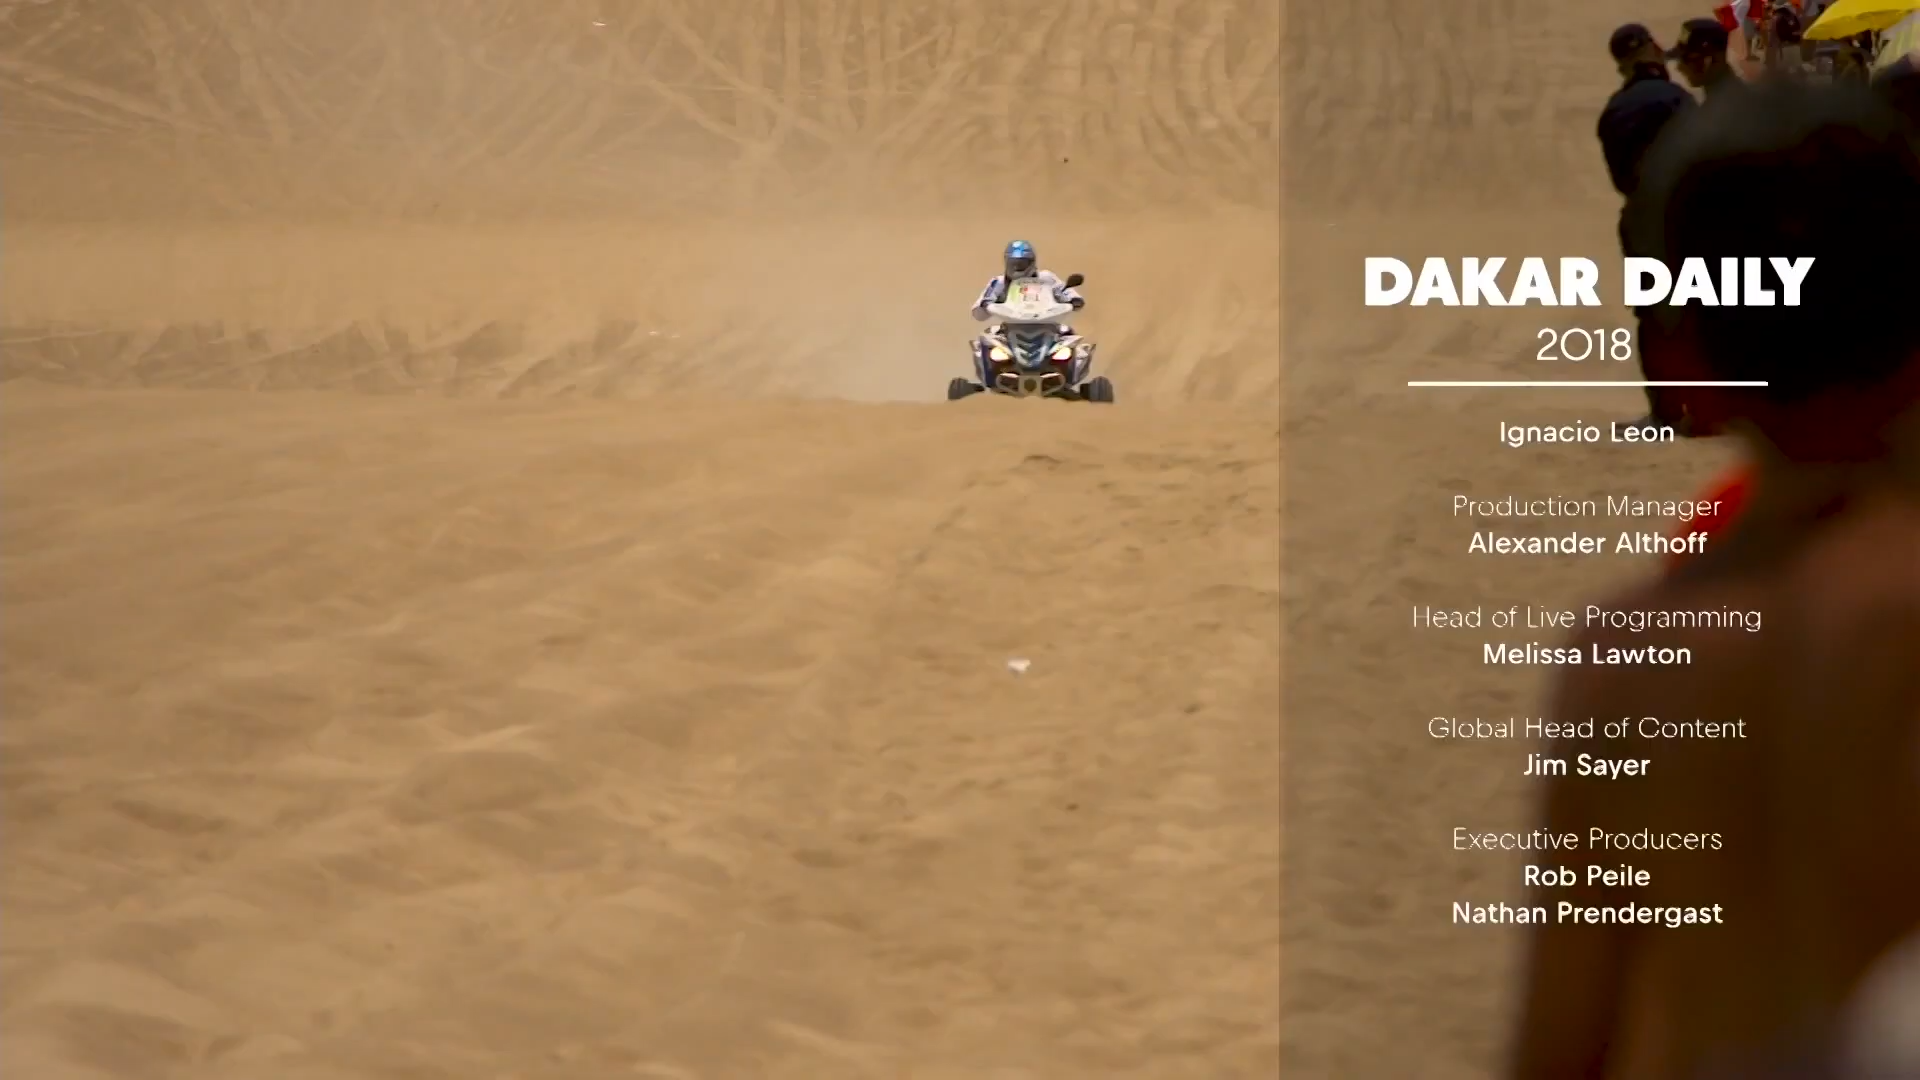 DAKAR DAILY
2018
Ignacio Leon
Production Manager
Alexander Althoff
Head of Live Programming
Melissa Lawton
Global Head of Content
Jim Sayer
Executive Producers
Rob Peile
Nathan Prendergast